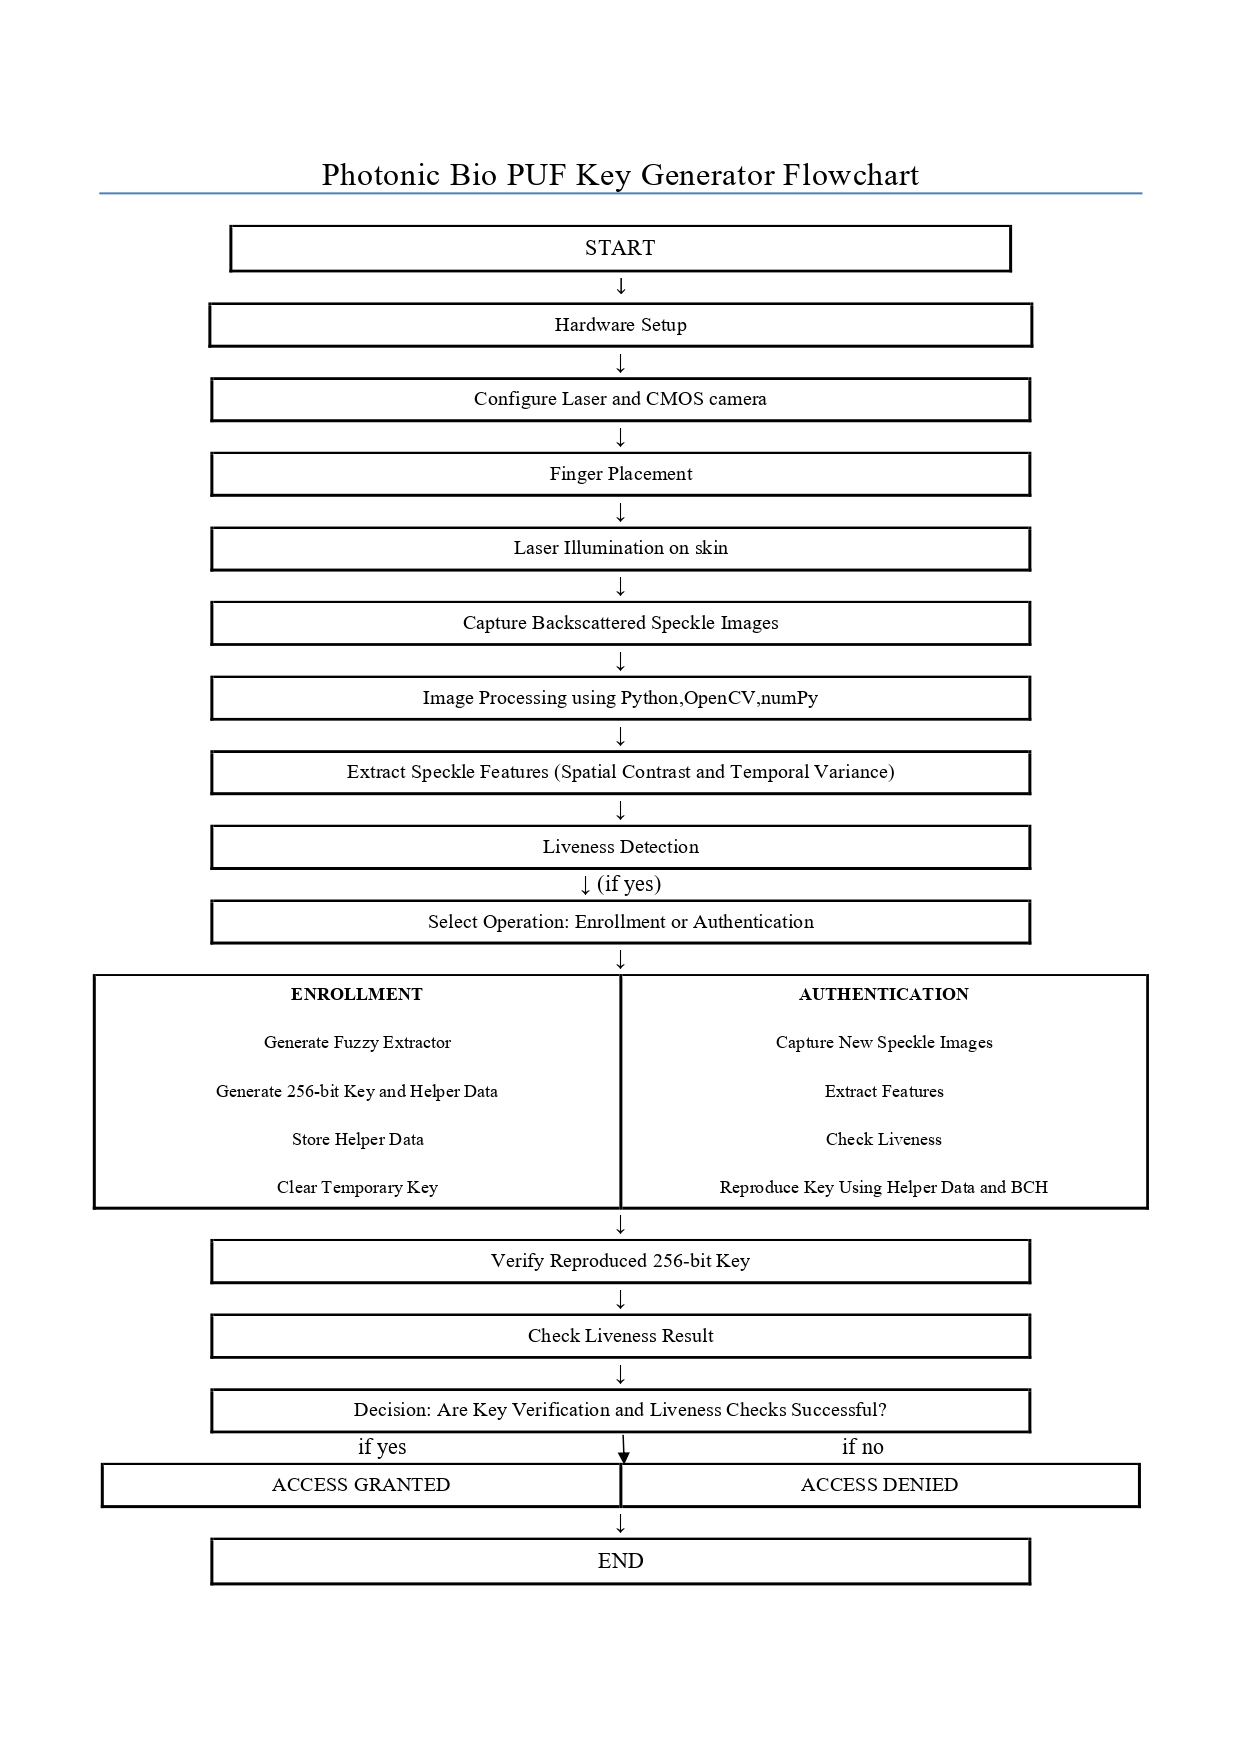 Photonic Bio PUF Key Generator Flowchart
START
↓
Hardware Setup
↓
Configure Laser and CMOS camera
↓
Finger Placement
↓
Laser Illumination on skin
↓
Capture Backscattered Speckle Images
↓
Image Processing using Python,OpenCV,numPy
↓
Extract Speckle Features (Spatial Contrast and Temporal Variance)
↓
Liveness Detection
↓ (if yes)
Select Operation: Enrollment or Authentication
↓
ENROLLMENT
Generate Fuzzy Extractor
Generate 256-bit Key and Helper Data
Store Helper Data
Clear Temporary Key
AUTHENTICATION
Capture New Speckle Images
Extract Features
Check Liveness
Reproduce Key Using Helper Data and BCH
↓
Verify Reproduced 256-bit Key
↓
Check Liveness Result
↓
Decision: Are Key Verification and Liveness Checks Successful?
if yes
if no
ACCESS GRANTED
ACCESS DENIED
↓
END